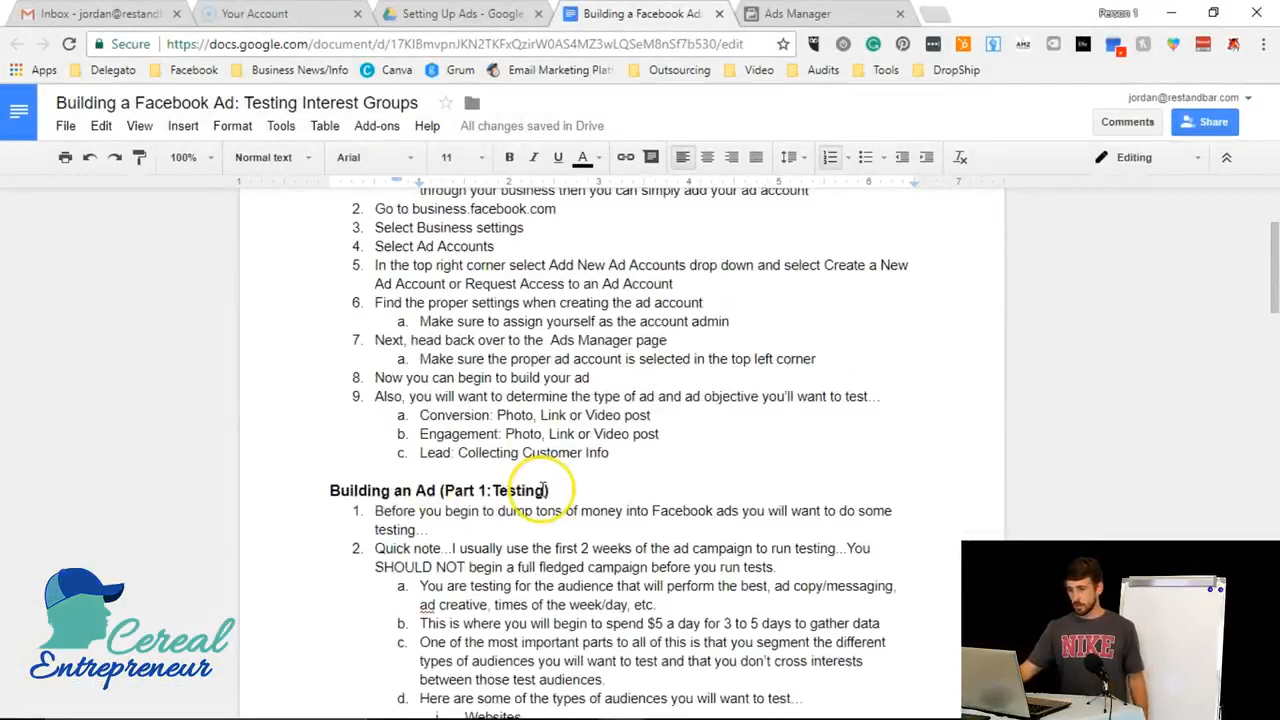 Inbox - jordan@restand
Your Account
Setting Up Ads - Google
Building a Facebook Ad
Ads Manager
Person 1
Secure
https://docs.google.com/document/d/17KIBmvpnJKN2TKFxQzirW0AS4MZ3wLQSeM8nSf7b530/edit
Apps
Delegato
Facebook
Business News/Info
Canva
Grum
Email Marketing Plat
Outsourcing
Video
Audits
Tools
DropShip
Building a Facebook Ad: Testing Interest Groups
jordan@restandbar.com
File Edit View Insert Format Tools Table Add-ons Help All changes saved in Drive
Comments
Share
100% Normal text Arial 11
Editing
1 1 2 3 4 5 6 7
through your business then you can simply add your ad account
2. Go to business.facebook.com
3. Select Business settings
4. Select Ad Accounts
5. In the top right corner select Add New Ad Accounts drop down and select Create a New
Ad Account or Request Access to an Ad Account
6. Find the proper settings when creating the ad account
a. Make sure to assign yourself as the account admin
7. Next, head back over to the Ads Manager page
a. Make sure the proper ad account is selected in the top left corner
8. Now you can begin to build your ad
9. Also, you will want to determine the type of ad and ad objective you'll want to test…
a. Conversion: Photo, Link or Video post
b. Engagement: Photo, Link or Video post
c. Lead: Collecting Customer Info
Building an Ad (Part 1:Testing)
1. Before you begin to dump tons of money into Facebook ads you will want to do some
testing…
2. Quick note...I usually use the first 2 weeks of the ad campaign to run testing...You
SHOULD NOT begin a full fledged campaign before you run tests.
a. You are testing for the audience that will perform the best, ad copy/messaging,
ad creative, times of the week/day, etc.
b. This is where you will begin to spend $5 a day for 3 to 5 days to gather data
c. One of the most important parts to all of this is that you segment the different
types of audiences you will want to test and that you don't cross interests
between those test audiences.
d. Here are some of the types of audiences you will want to test…
i. Websites
Cereal
Entrepreneur
NIKE